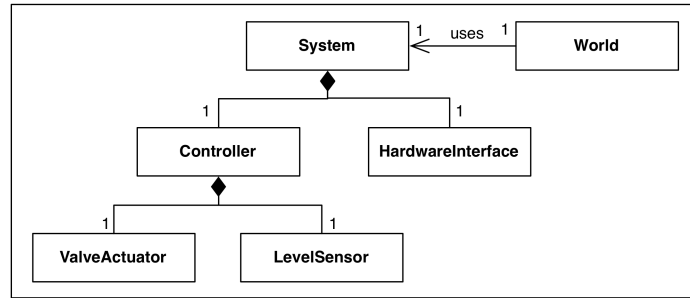 System
1
uses
1
World
1
1
Controller
HardwareInterface
1
1
ValveActuator
LevelSensor